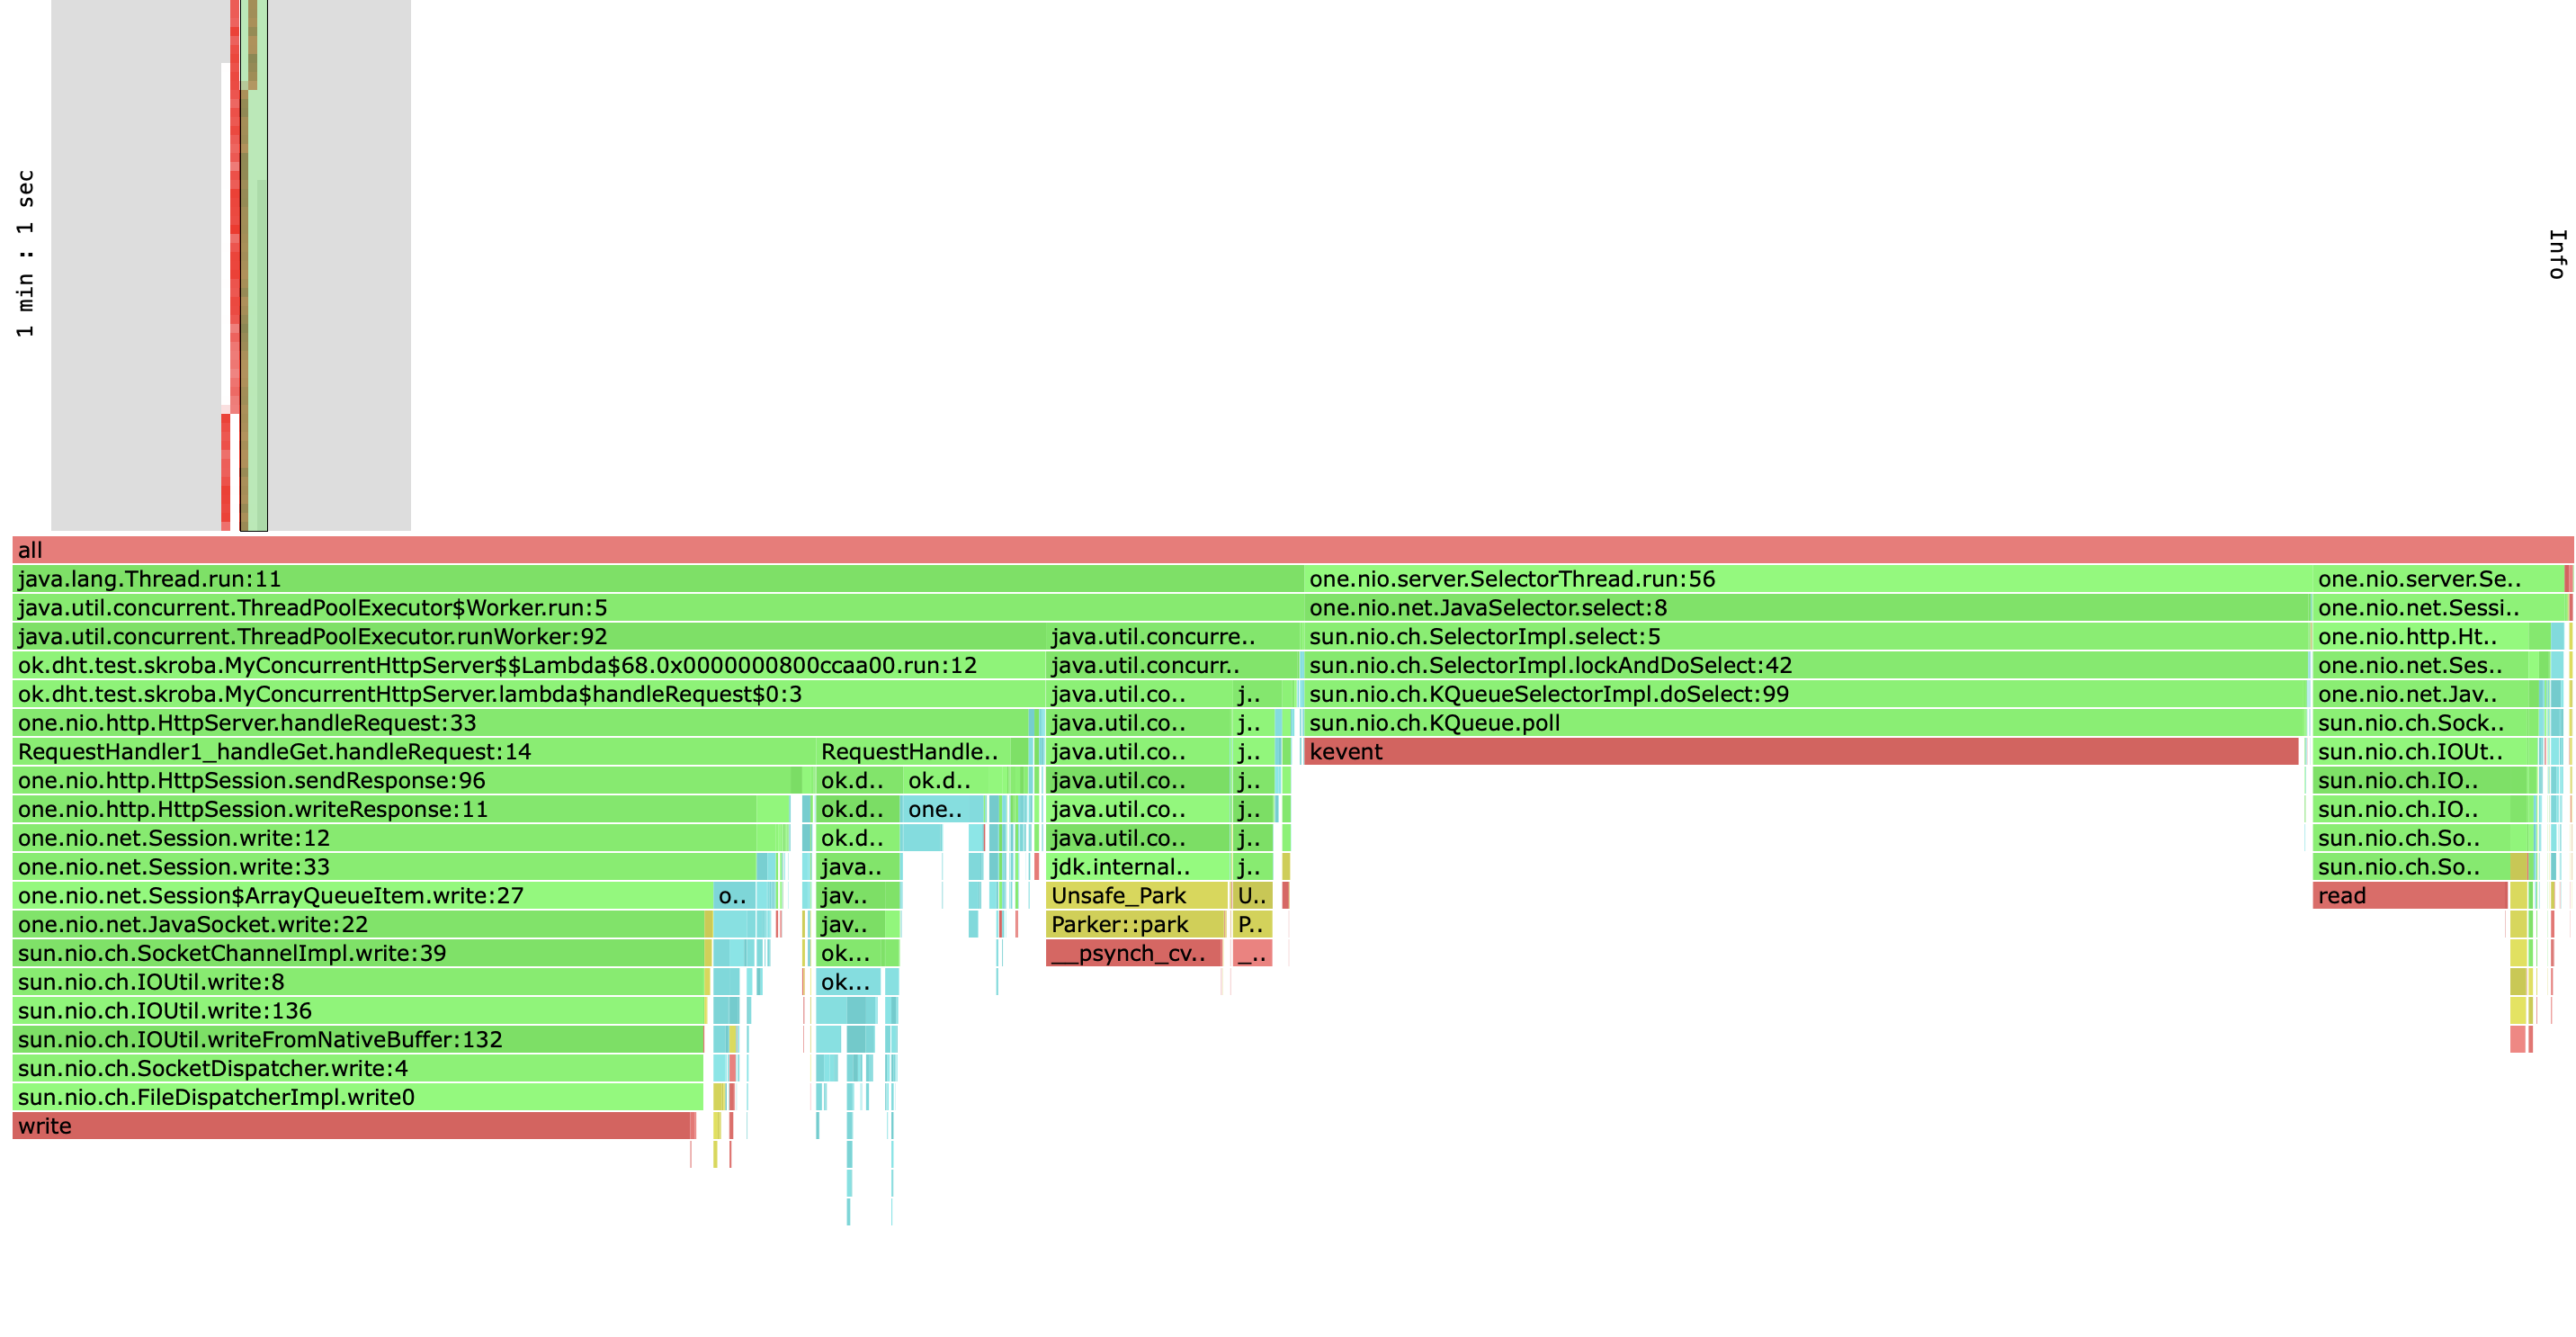 1 min : 1 sec
Info
all
java.lang.Thread.run:11 one.nio.server.SelectorThread.run:56 one.nio.server.Se..
java.util.concurrent.ThreadPoolExecutor$Worker.run:5 one.nio.net.JavaSelector.select:8 one.nio.net.Sessi..
java.util.concurrent.ThreadPoolExecutor.runWorker:92 java.util.concurre.. sun.nio.ch.SelectorImpl.select:5 one.nio.http.Ht..
ok.dht.test.skroba.MyConcurrentHttpServer$$Lambda$68.0x0000000800ccaa00.run:12 java.util.concurr.. sun.nio.ch.SelectorImpl.lockAndDoSelect:42 one.nio.net.Ses..
ok.dht.test.skroba.MyConcurrentHttpServer.lambda$handleRequest$0:3 java.util.co.. j.. sun.nio.ch.KQueueSelectorImpl.doSelect:99 one.nio.net.Jav..
one.nio.http.HttpServer.handleRequest:33 java.util.co.. j.. sun.nio.ch.KQueue.poll sun.nio.ch.Sock..
RequestHandler1_handleGet.handleRequest:14 RequestHandle.. java.util.co.. j.. kevent sun.nio.ch.IOUt..
one.nio.http.HttpSession.sendResponse:96 ok.d.. ok.d.. java.util.co.. j.. sun.nio.ch.IO..
one.nio.http.HttpSession.writeResponse:11 ok.d.. one.. java.util.co.. j.. sun.nio.ch.IO..
one.nio.net.Session.write:12 ok.d.. java.util.co.. j.. sun.nio.ch.So..
one.nio.net.Session.write:33 java.. jdk.internal.. j.. sun.nio.ch.So..
one.nio.net.Session$ArrayQueueItem.write:27 o.. jav.. Unsafe_Park U.. read
one.nio.net.JavaSocket.write:22 jav.. Parker::park P..
sun.nio.ch.SocketChannelImpl.write:39 ok... __psynch_cv.. _..
sun.nio.ch.IOUtil.write:8 ok...
sun.nio.ch.IOUtil.write:136
sun.nio.ch.IOUtil.writeFromNativeBuffer:132
sun.nio.ch.SocketDispatcher.write:4
sun.nio.ch.FileDispatcherImpl.write0
write